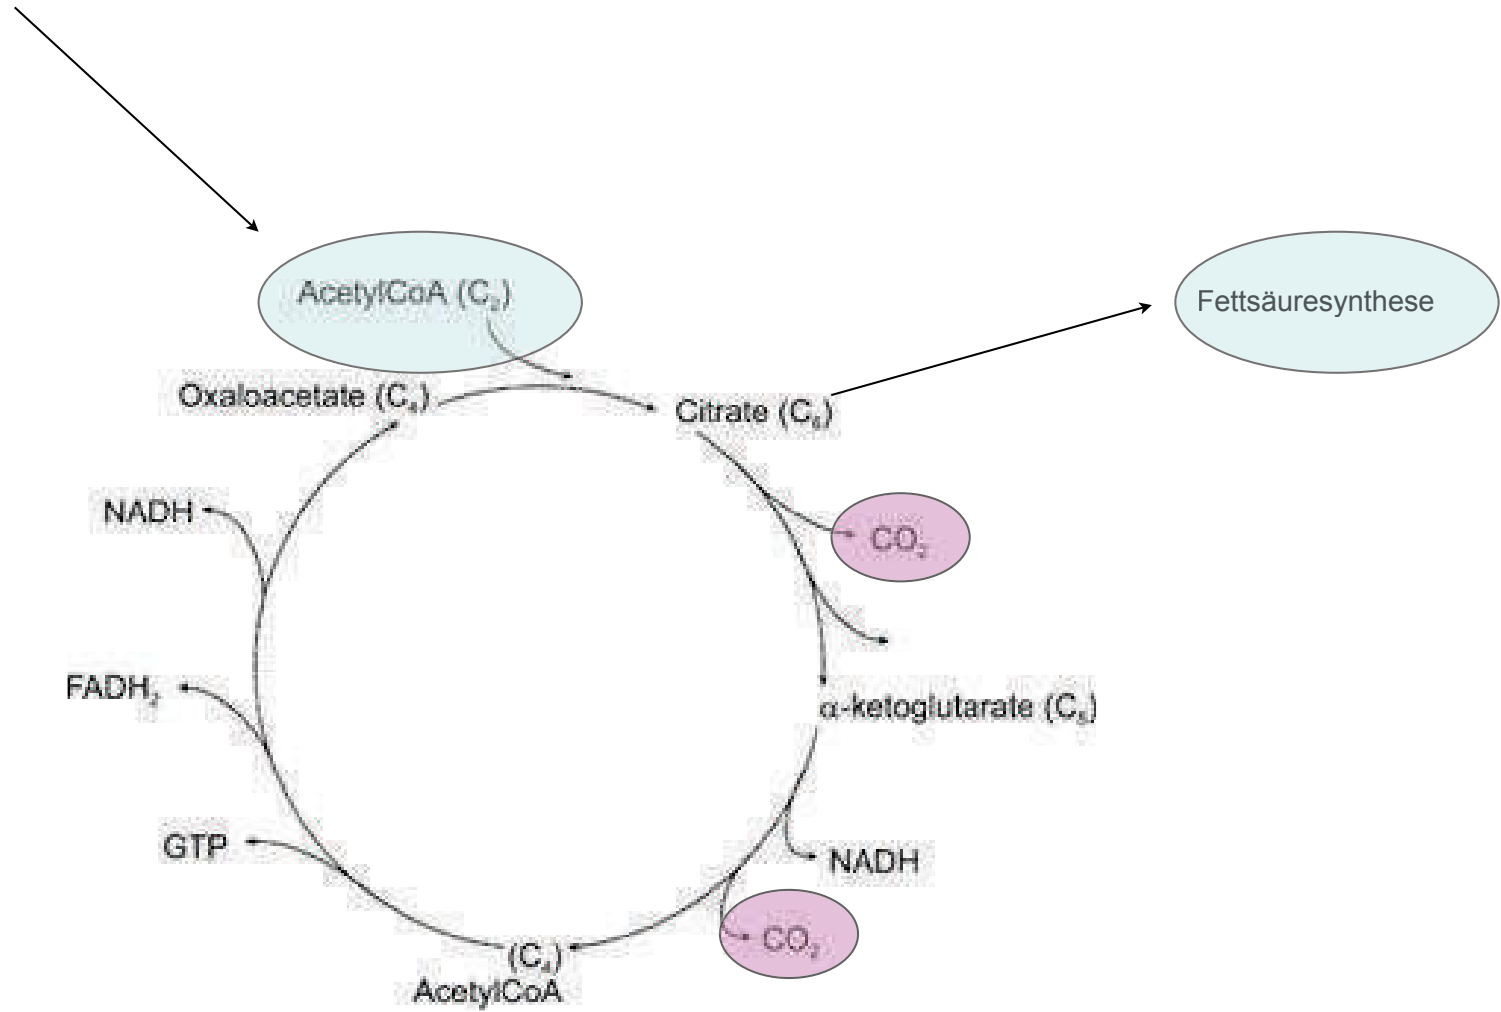 AcetylCoA (C₂)
Fettsäuresynthese
Oxaloacetate (C₄)
Citrate (C₆)
NADH
CO₂
FADH₂
α-ketoglutarate (C₅)
GTP
NADH
CO₂
(C₄)
AcetylCoA